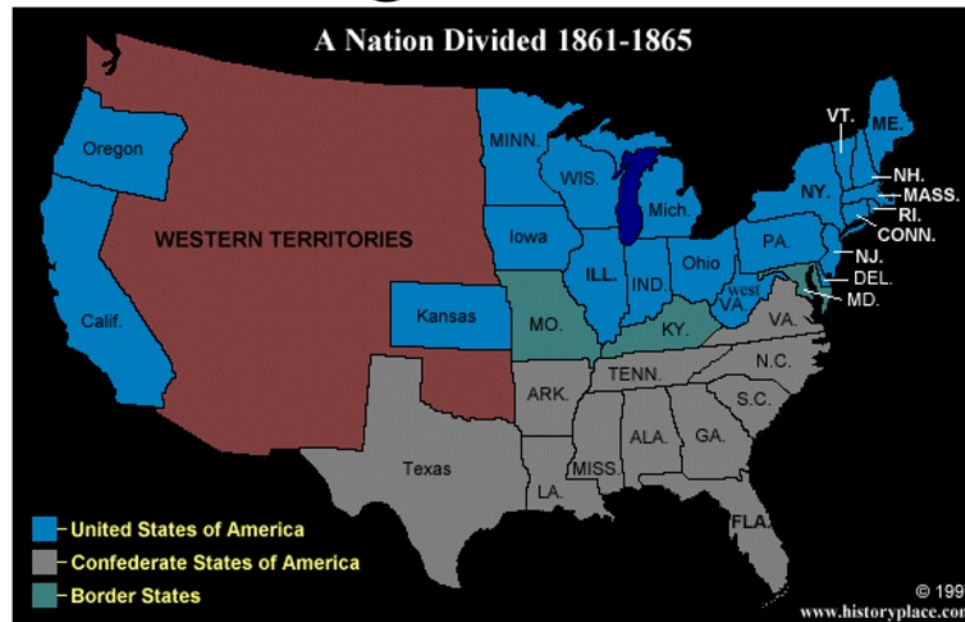 A Nation Divided 1861-1865
VT.
ME.
Oregon
MINN.
WIS.
Mich.
NY.
NH.
MASS.
RI.
CONN.
WESTERN TERRITORIES
Iowa
PA.
NJ.
Calif.
Kansas
ILL.
IND.
Ohio
west
VA.
DEL.
MD.
MO.
KY.
VA.
TENN.
N.C.
ARK.
S.C.
Texas
LA.
MISS.
ALA.
GA.
FLA.
United States of America
Confederate States of America
Border States
© 199
www.historyplace.com